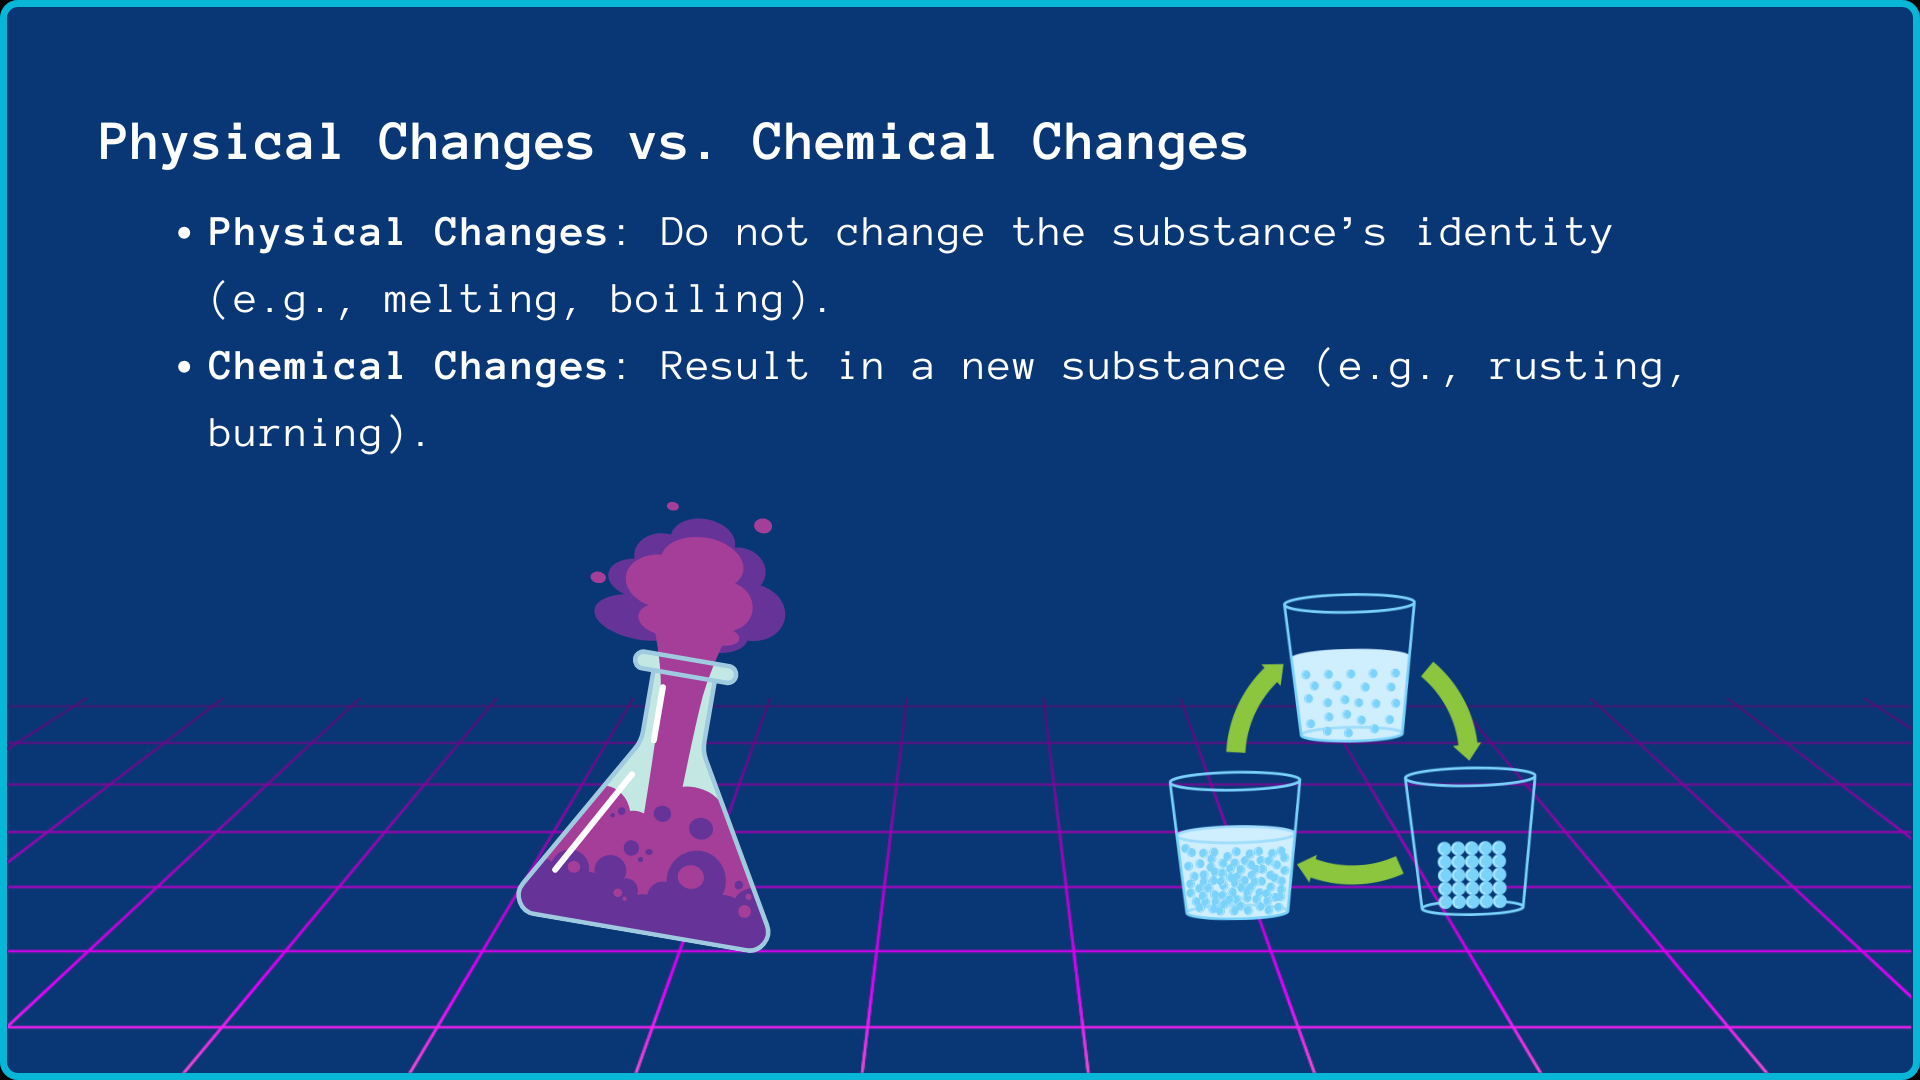 Physical Changes vs. Chemical Changes
• Physical Changes: Do not change the substance’s identity
(e.g., melting, boiling).
• Chemical Changes: Result in a new substance (e.g., rusting,
burning).